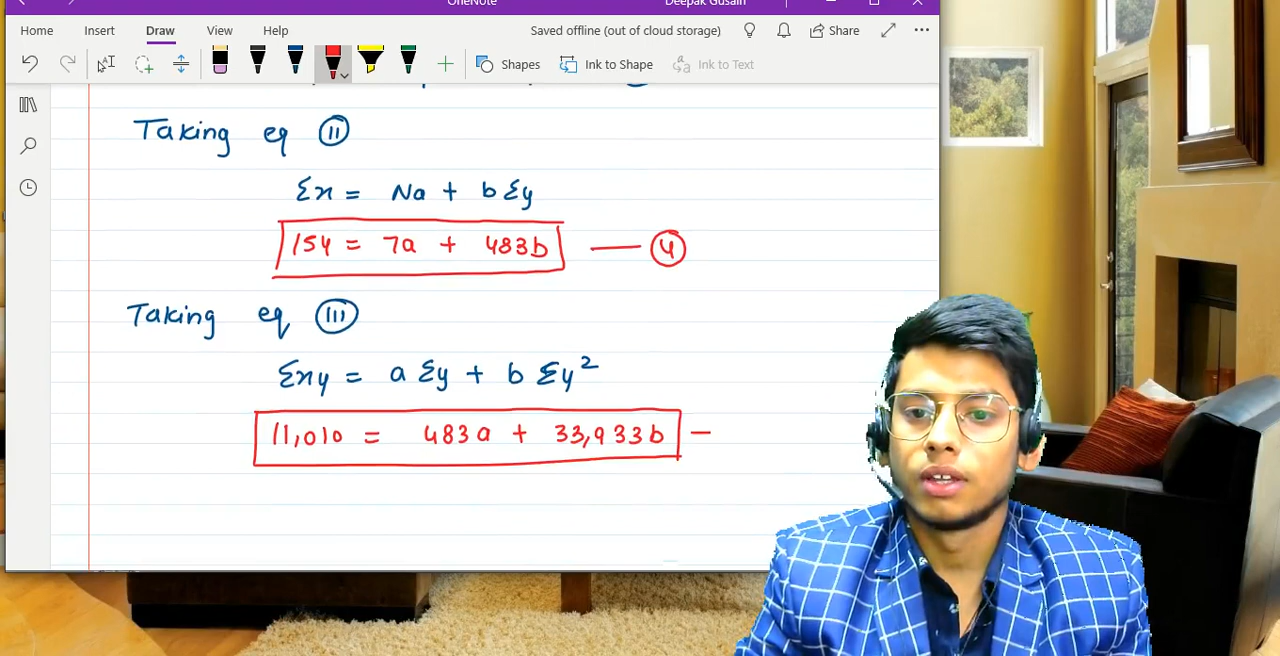 OneNote
Deepak Gusain
Home Insert Draw View Help
Saved offline (out of cloud storage) Share
Shapes Ink to Shape Ink to Text
Taking eq (II)
Σx = Na + bΣy
154 = 7a + 483b — (4)
Taking eq (III)
Σxy = aΣy + bΣy²
11,010 = 483a + 33,933b —